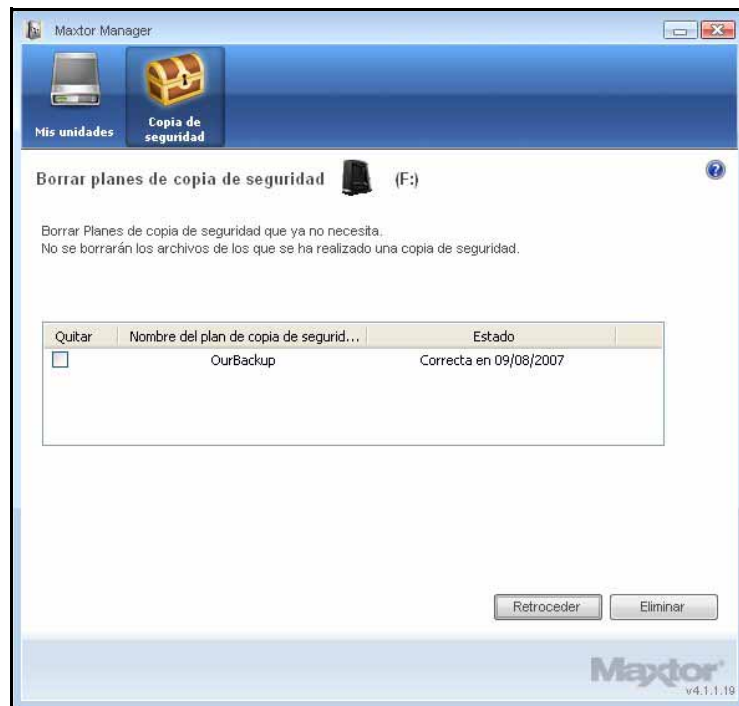 Maxtor Manager
Mis unidades
Copia de
seguridad
Borrar planes de copia de seguridad (F:)
Borrar Planes de copia de seguridad que ya no necesita.
No se borrarán los archivos de los que se ha realizado una copia de seguridad.
Quitar Nombre del plan de copia de segurid... Estado
OurBackup Correcta en 09/08/2007
Retroceder Eliminar
Maxtor
v4.1.1.19